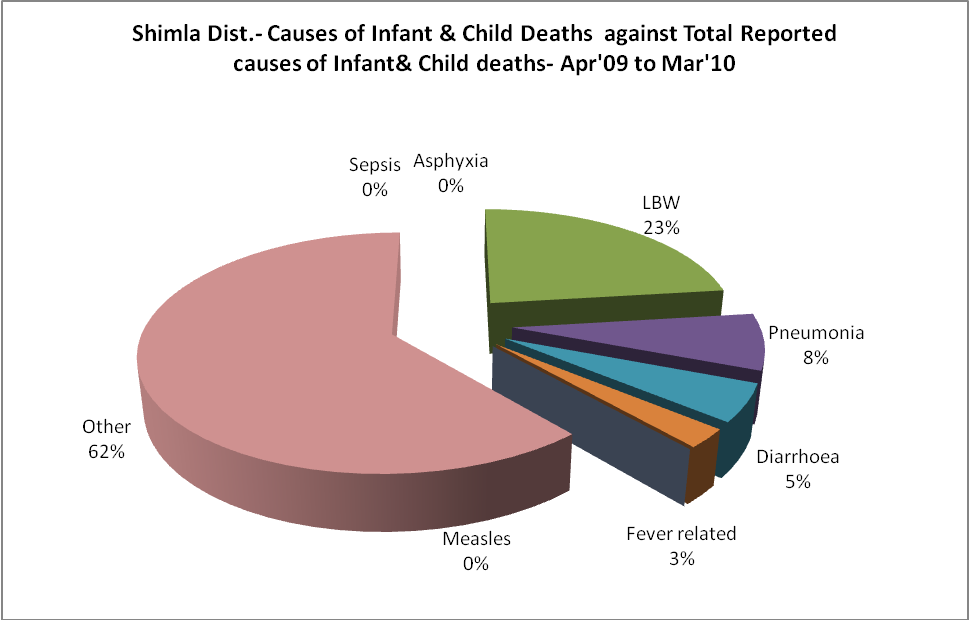 Shimla Dist.- Causes of Infant & Child Deaths against Total Reported
causes of Infant& Child deaths- Apr'09 to Mar'10
Sepsis
0%
Asphyxia
0%
LBW
23%
Pneumonia
8%
Diarrhoea
5%
Fever related
3%
Measles
0%
Other
62%